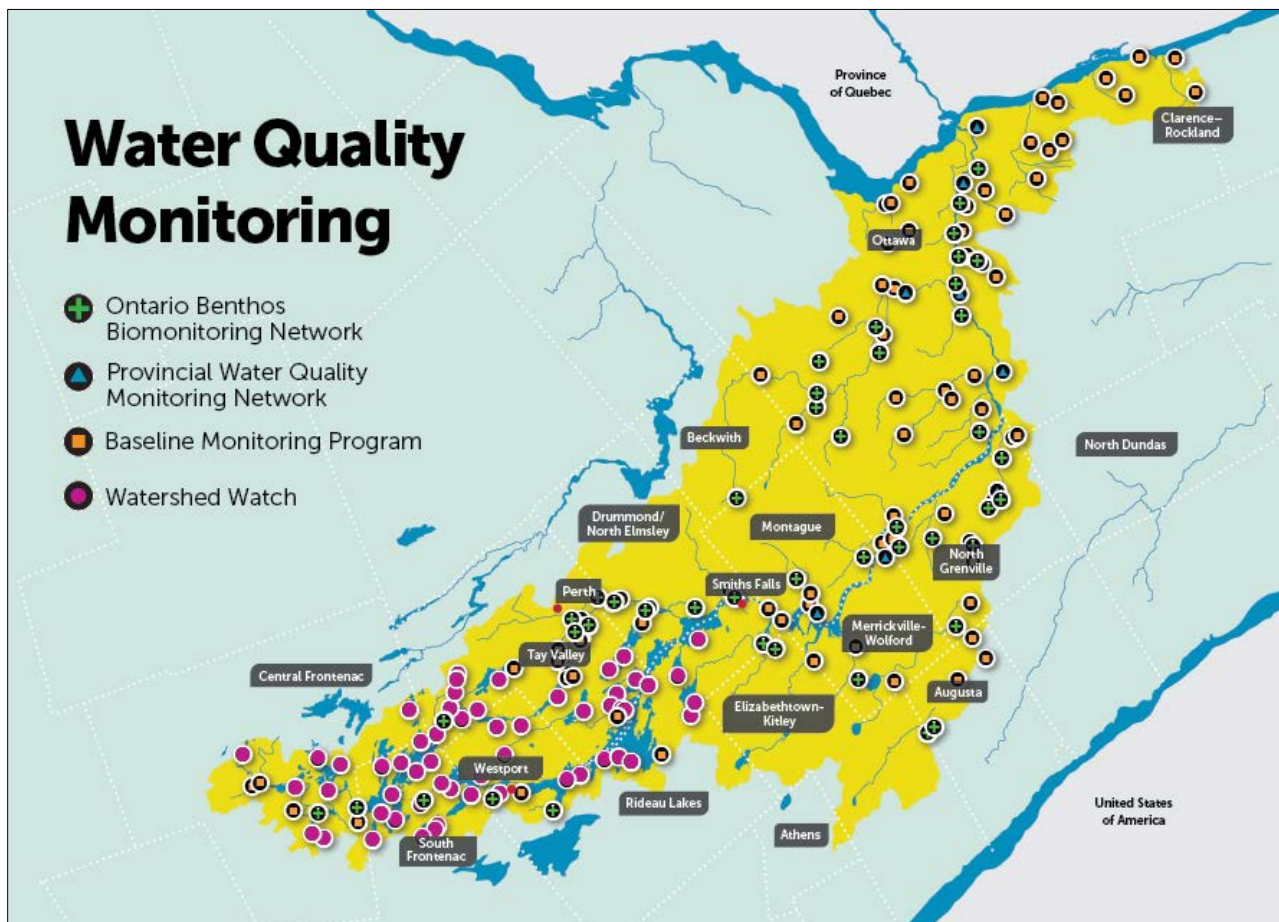 Water Quality
Monitoring
Ontario Benthos
Biomonitoring Network
Provincial Water Quality
Monitoring Network
Baseline Monitoring Program
Watershed Watch
Province
of Quebec
Clarence–
Rockland
Ottawa
Beckwith
North Dundas
Drummond/
North Elmsley
Montague
North
Grenville
Perth
Smiths Falls
Merrickville-
Wolford
Tay Valley
Central Frontenac
Augusta
Elizabethtown-
Kitley
Westport
Rideau Lakes
United States
of America
Athens
South
Frontenac